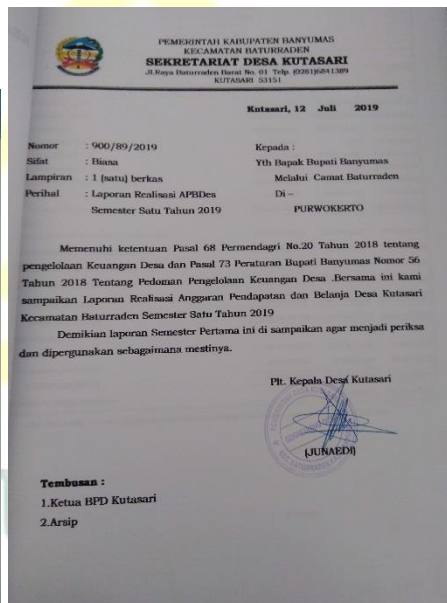 PEMERINTAH KABUPATEN BANYUMAS
KECAMATAN BATURRADEN
SEKRETARIAT DESA KUTASARI
Jl.Raya Baturraden Barat No. 01 Telp. (0281)6841389
KUTASARI 53151
Kutasari, 12 Juli 2019
Nomor : 900/89/2019
Sifat : Biasa
Lampiran : 1 (satu) berkas
Perihal : Laporan Realisasi APBDes
Semester Satu Tahun 2019
Kepada :
Yth Bapak Bupati Banyumas
Melalui Camat Baturraden
Di –
PURWOKERTO
Memenuhi ketentuan Pasal 68 Permendagri No.20 Tahun 2018 tentang
pengelolaan Keuangan Desa dan Pasal 73 Peraturan Bupati Banyumas Nomor 56
Tahun 2018 Tentang Pedoman Pengelolaan Keuangan Desa .Bersama ini kami
sampaikan Laporan Realisasi Anggaran Pendapatan dan Belanja Desa Kutasari
Kecamatan Baturraden Semester Satu Tahun 2019
Demikian laporan Semester Pertama ini di sampaikan agar menjadi periksa
dan dipergunakan sebagaimana mestinya.
Plt. Kepala Desa Kutasari
(JUNAEDI)
Tembusan :
1.Ketua BPD Kutasari
2.Arsip